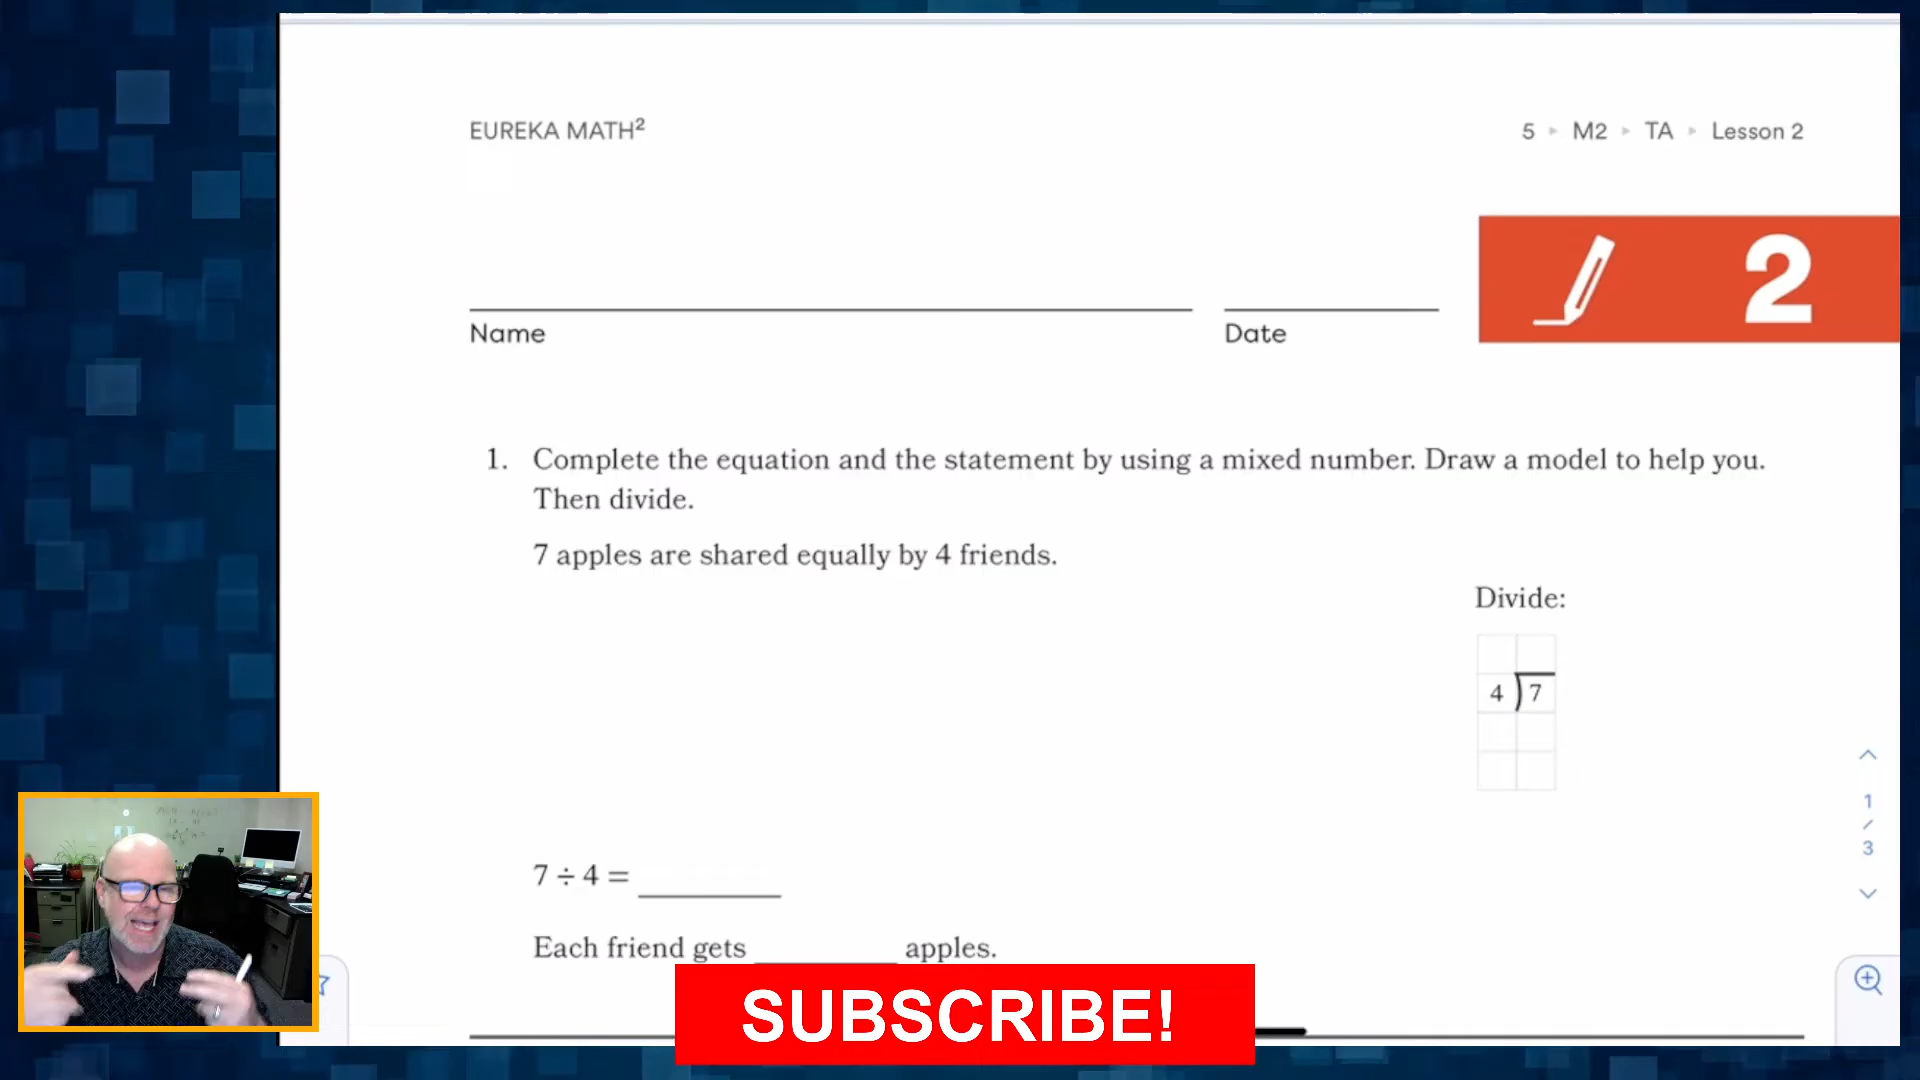 EUREKA MATH²
5 ▸ M2 ▸ TA ▸ Lesson 2
2
Name
Date
1. Complete the equation and the statement by using a mixed number. Draw a model to help you.
Then divide.
7 apples are shared equally by 4 friends.
Divide:
4 ) 7
7 ÷ 4 = ________
Each friend gets ________ apples.
1
/
3
SUBSCRIBE!